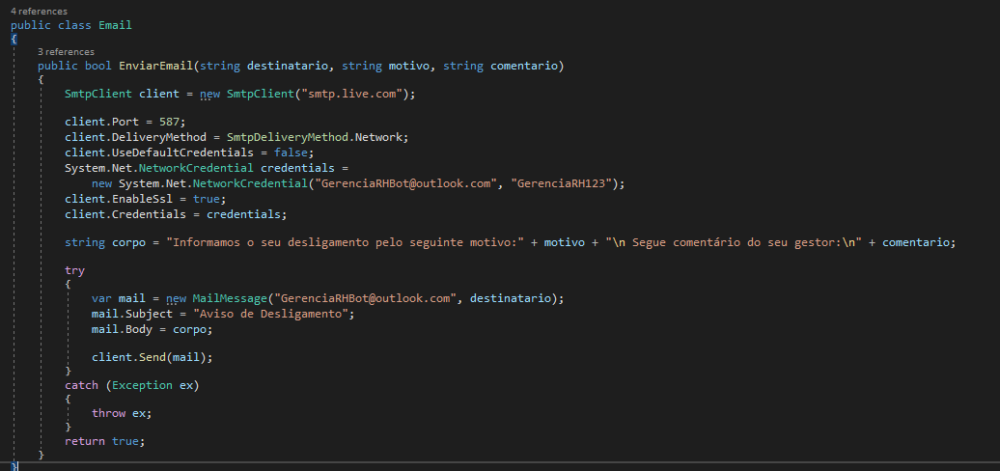 4 references
public class Email
{
3 references
public bool EnviarEmail(string destinatario, string motivo, string comentario)
{
SmtpClient client = new SmtpClient("smtp.live.com");
client.Port = 587;
client.DeliveryMethod = SmtpDeliveryMethod.Network;
client.UseDefaultCredentials = false;
System.Net.NetworkCredential credentials =
new System.Net.NetworkCredential("GerenciaRHBot@outlook.com", "GerenciaRH123");
client.EnableSsl = true;
client.Credentials = credentials;
string corpo = "Informamos o seu desligamento pelo seguinte motivo:" + motivo + "\n Segue comentário do seu gestor:\n" + comentario;
try
{
var mail = new MailMessage("GerenciaRHBot@outlook.com", destinatario);
mail.Subject = "Aviso de Desligamento";
mail.Body = corpo;
client.Send(mail);
}
catch (Exception ex)
{
throw ex;
}
return true;
}
}